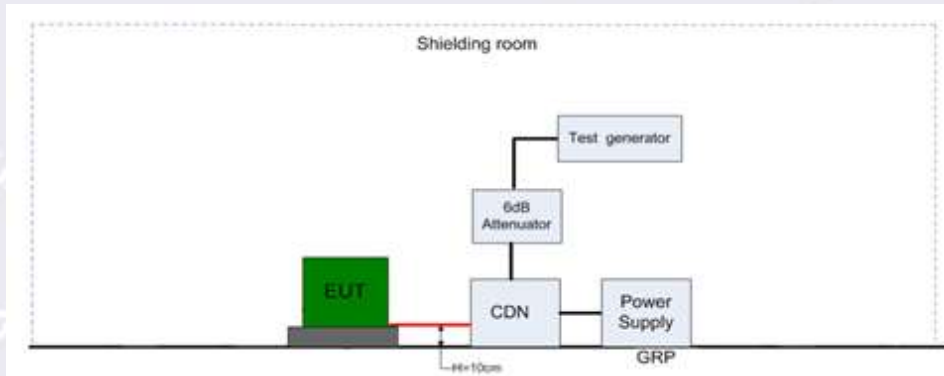 Shielding room
Test generator
6dB
Attenuator
EUT
CDN
Power
Supply
GRP
H=10cm